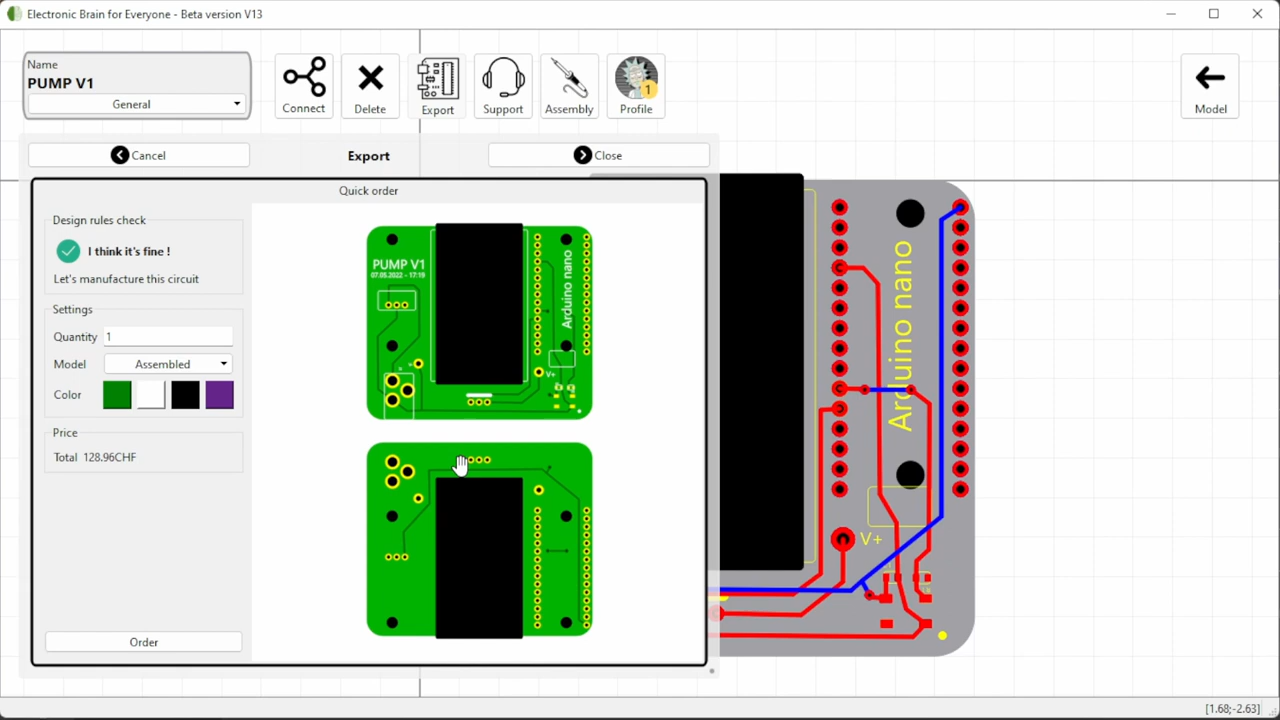 Electronic Brain for Everyone - Beta version V13
Name
PUMP V1
General
Connect
Delete
Export
Support
Assembly
1
Profile
Model
Cancel
Export
Close
Quick order
Design rules check
I think it's fine !
Let's manufacture this circuit
Settings
Quantity 1
Model Assembled
Color
Price
Total 128.96CHF
Order
PUMP V1
07.05.2022 - 17:19
Arduino nano
V+
Arduino nano
V+
[1.68;-2.63]